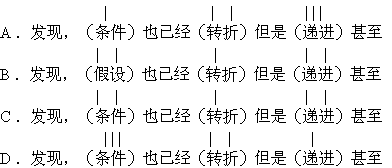 | | | |||
A．发现，（条件）也已经（转折）但是（递进）甚至
| | | | |
B．发现，（假设）也已经（转折）但是（递进）甚至
| | | | |
C．发现，（条件）也已经（转折）但是（递进）甚至
||| | | |
D．发现，（条件）也已经（转折）但是（递进）甚至